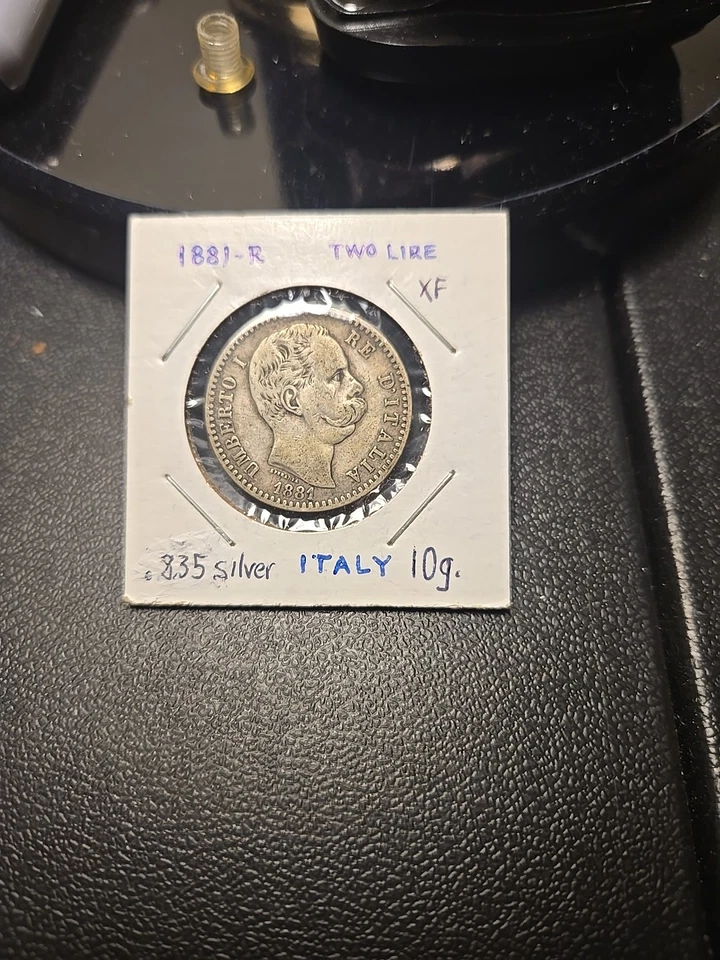 1881-R TWO LIRE
XF
UMBERTO I RE D'ITALIA
1881
.835 silver ITALY 10g.